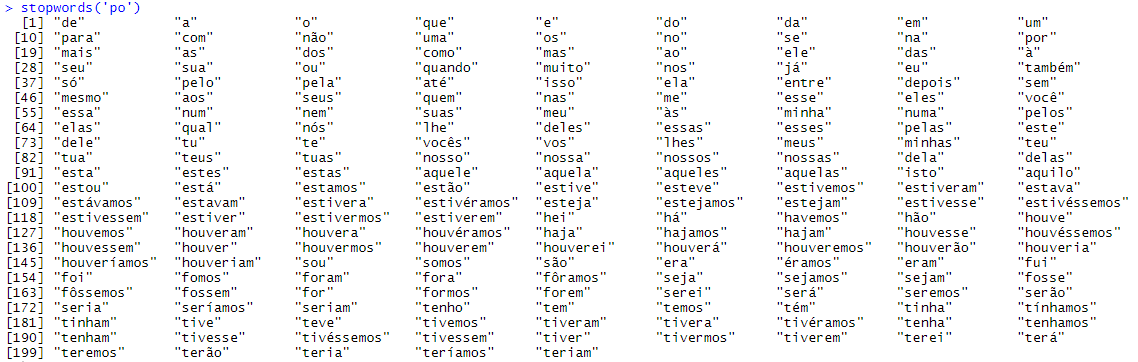 > stopwords('po')
[1] "de" "a" "o" "que" "e" "do" "da" "em" "um"
[10] "para" "com" "não" "uma" "os" "no" "se" "na" "por"
[19] "mais" "as" "dos" "como" "mas" "ao" "ele" "das" "à"
[28] "seu" "sua" "ou" "quando" "muito" "nos" "já" "eu" "também"
[37] "só" "pelo" "pela" "até" "isso" "ela" "entre" "depois" "sem"
[46] "mesmo" "aos" "seus" "quem" "nas" "me" "esse" "eles" "você"
[55] "essa" "num" "nem" "suas" "meu" "às" "minha" "numa" "pelos"
[64] "elas" "qual" "nós" "lhe" "deles" "essas" "esses" "pelas" "este"
[73] "dele" "tu" "te" "vocês" "vos" "lhes" "meus" "minhas" "teu"
[82] "tua" "teus" "tuas" "nosso" "nossa" "nossos" "nossas" "dela" "delas"
[91] "esta" "estes" "estas" "aquele" "aquela" "aqueles" "aquelas" "isto" "aquilo"
[100] "estou" "está" "estamos" "estão" "estive" "esteve" "estivemos" "estiveram" "estava"
[109] "estávamos" "estavam" "estivera" "estivéramos" "esteja" "estejamos" "estejam" "estivesse" "estivéssemos"
[118] "estivessem" "estiver" "estivermos" "estiverem" "hei" "há" "havemos" "hão" "houve"
[127] "houvemos" "houveram" "houvera" "houvéramos" "haja" "hajamos" "hajam" "houvesse" "houvéssemos"
[136] "houvessem" "houver" "houvermos" "houverem" "houverei" "houverá" "houveremos" "houverão" "houveria"
[145] "houveríamos" "houveriam" "sou" "somos" "são" "era" "éramos" "eram" "fui"
[154] "foi" "fomos" "foram" "fora" "fôramos" "seja" "sejamos" "sejam" "fosse"
[163] "fôssemos" "fossem" "for" "formos" "forem" "serei" "será" "seremos" "serão"
[172] "seria" "seríamos" "seriam" "tenho" "tem" "temos" "tém" "tinha" "tínhamos"
[181] "tinham" "tive" "teve" "tivemos" "tiveram" "tivera" "tivéramos" "tenha" "tenhamos"
[190] "tenham" "tivesse" "tivéssemos" "tivessem" "tiver" "tivermos" "tiverem" "terei" "terá"
[199] "teremos" "terão" "teria" "teríamos" "teriam"